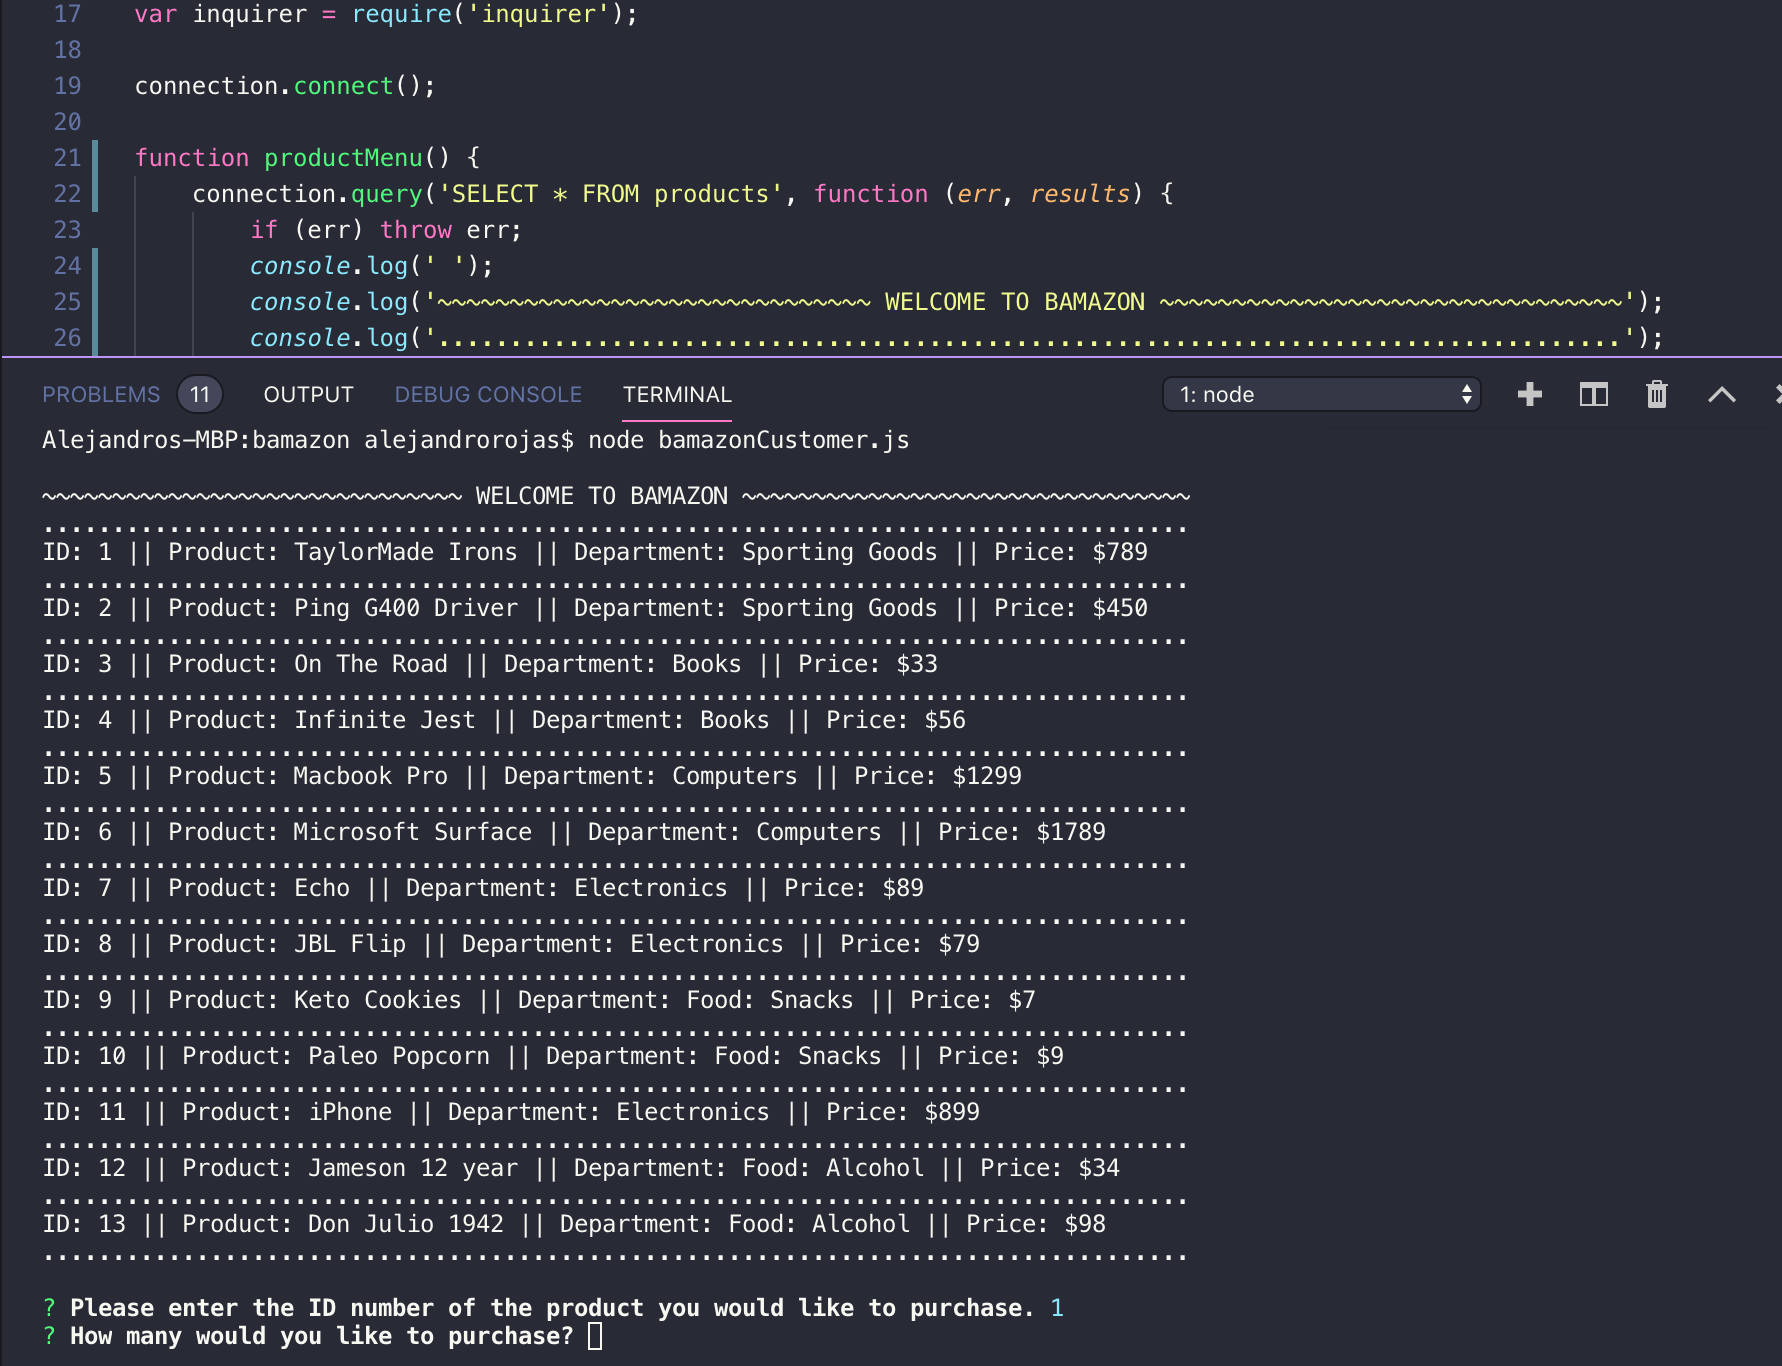 17 var inquirer = require('inquirer');
18
19 connection.connect();
20
21 function productMenu() {
22 connection.query('SELECT * FROM products', function (err, results) {
23 if (err) throw err;
24 console.log(' ');
25 console.log('~~~~~~~~~~~~~~~~~~~~~~~~~~~~~~ WELCOME TO BAMAZON ~~~~~~~~~~~~~~~~~~~~~~~~~~~~~~~~');
26 console.log('..................................................................................');
PROBLEMS 11 OUTPUT DEBUG CONSOLE TERMINAL 1: node
Alejandros-MBP:bamazon alejandrorojas$ node bamazonCustomer.js
~~~~~~~~~~~~~~~~~~~~~~~~~~~~~~ WELCOME TO BAMAZON ~~~~~~~~~~~~~~~~~~~~~~~~~~~~~~~~
..................................................................................
ID: 1 || Product: TaylorMade Irons || Department: Sporting Goods || Price: $789
..................................................................................
ID: 2 || Product: Ping G400 Driver || Department: Sporting Goods || Price: $450
..................................................................................
ID: 3 || Product: On The Road || Department: Books || Price: $33
..................................................................................
ID: 4 || Product: Infinite Jest || Department: Books || Price: $56
..................................................................................
ID: 5 || Product: Macbook Pro || Department: Computers || Price: $1299
..................................................................................
ID: 6 || Product: Microsoft Surface || Department: Computers || Price: $1789
..................................................................................
ID: 7 || Product: Echo || Department: Electronics || Price: $89
..................................................................................
ID: 8 || Product: JBL Flip || Department: Electronics || Price: $79
..................................................................................
ID: 9 || Product: Keto Cookies || Department: Food: Snacks || Price: $7
..................................................................................
ID: 10 || Product: Paleo Popcorn || Department: Food: Snacks || Price: $9
..................................................................................
ID: 11 || Product: iPhone || Department: Electronics || Price: $899
..................................................................................
ID: 12 || Product: Jameson 12 year || Department: Food: Alcohol || Price: $34
..................................................................................
ID: 13 || Product: Don Julio 1942 || Department: Food: Alcohol || Price: $98
..................................................................................
? Please enter the ID number of the product you would like to purchase. 1
? How many would you like to purchase?